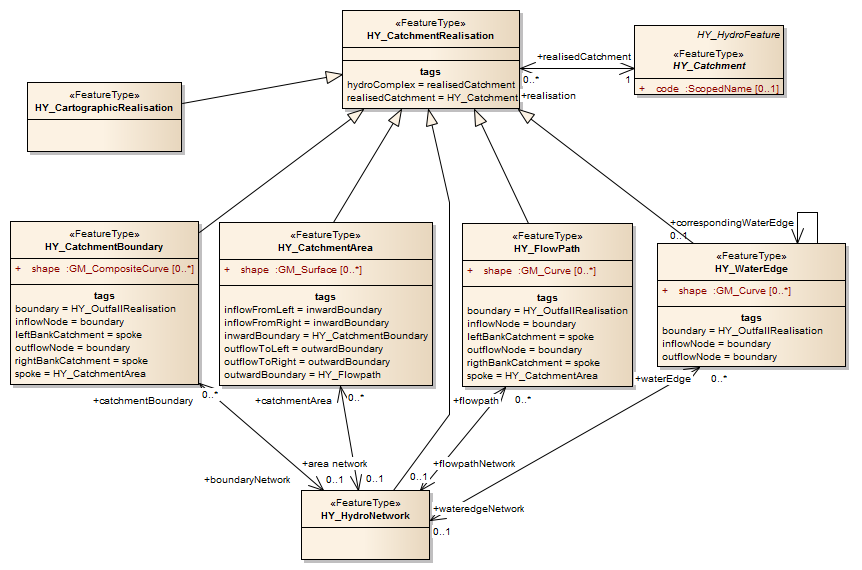 «FeatureType»
HY_CatchmentRealisation
tags
hydroComplex = realisedCatchment
realisedCatchment = HY_Catchment
+realisedCatchment
0..*
1
+realisation
HY_HydroFeature
«FeatureType»
HY_Catchment
+ code :ScopedName [0..1]
«FeatureType»
HY_CartographicRealisation
«FeatureType»
HY_CatchmentBoundary
+ shape :GM_CompositeCurve [0..*]
tags
boundary = HY_OutfallRealisation
inflowNode = boundary
leftBankCatchment = spoke
outflowNode = boundary
rightBankCatchment = spoke
spoke = HY_CatchmentArea
«FeatureType»
HY_CatchmentArea
+ shape :GM_Surface [0..*]
tags
inflowFromLeft = inwardBoundary
inflowFromRight = inwardBoundary
inwardBoundary = HY_CatchmentBoundary
outflowToLeft = outwardBoundary
outflowToRight = outwardBoundary
outwardBoundary = HY_Flowpath
«FeatureType»
HY_FlowPath
+ shape :GM_Curve [0..*]
tags
boundary = HY_OutfallRealisation
inflowNode = boundary
leftBankCatchment = spoke
outflowNode = boundary
rigthBankCatchment = spoke
spoke = HY_CatchmentArea
+correspondingWaterEdge
0..1
«FeatureType»
HY_WaterEdge
+ shape :GM_Curve [0..*]
tags
boundary = HY_OutfallRealisation
inflowNode = boundary
outflowNode = boundary
+catchmentBoundary
0..*
+catchmentArea
0..*
+flowpath
0..*
+waterEdge
0..*
+boundaryNetwork
0..1
+area network
0..1
+flowpathNetwork
0..1
+wateredgeNetwork
0..1
«FeatureType»
HY_HydroNetwork